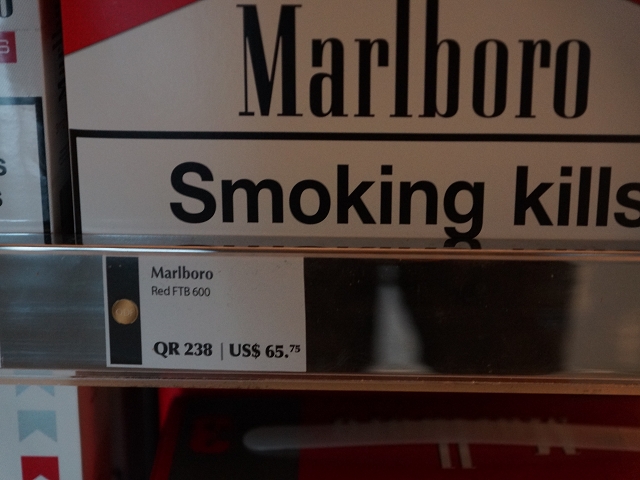 Marlboro
Smoking kills
Marlboro
Red FTB 600
QR 238 | US$ 65.75